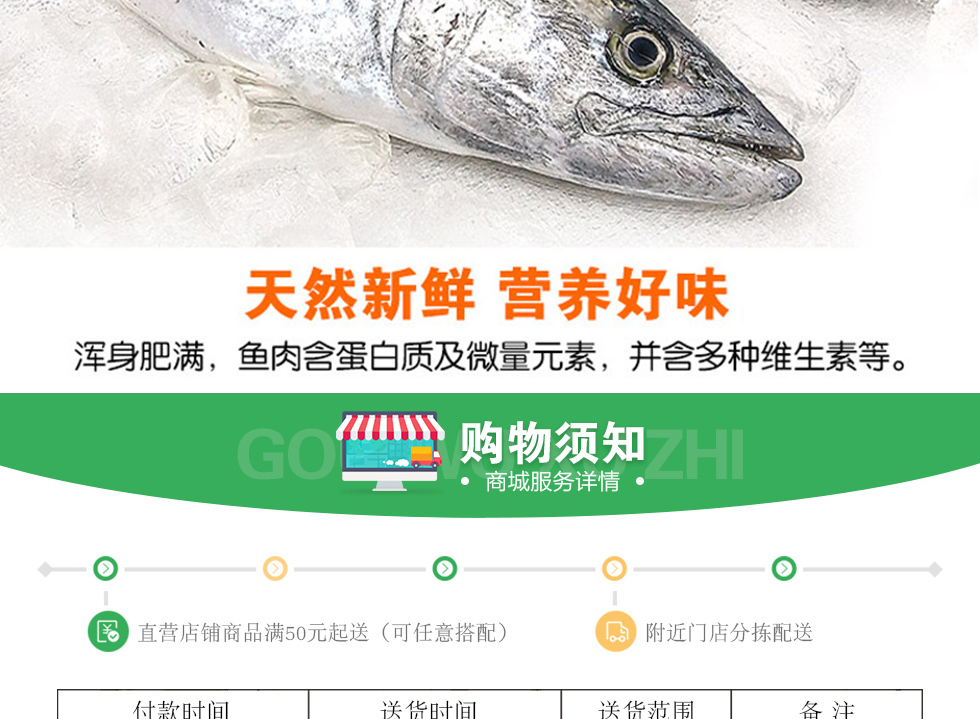 天然新鲜 营养好味
浑身肥满，鱼肉含蛋白质及微量元素，并含多种维生素等。
购物须知
• 商城服务详情 •
直营店铺商品满50元起送（可任意搭配）
附近门店分拣配送
付款时间 送货时间 送货范围 备 注